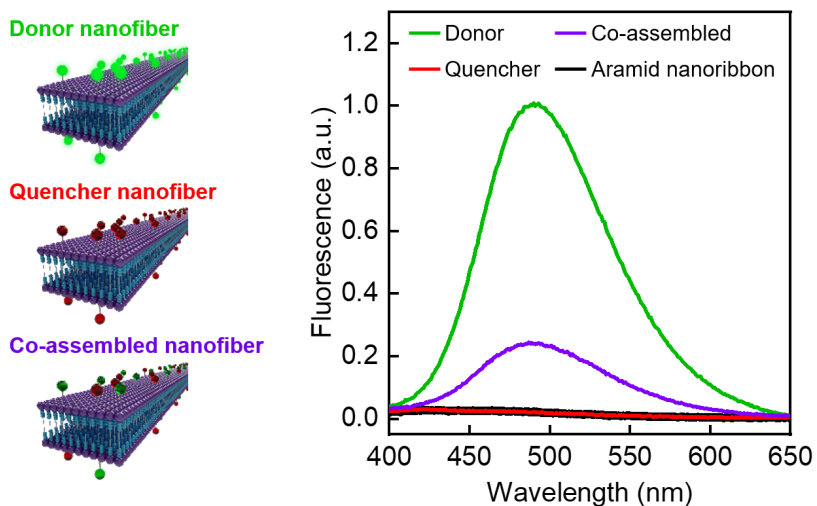 Donor nanofiber
Quencher nanofiber
Co-assembled nanofiber
Donor
Co-assembled
Quencher
Aramid nanoribbon
Fluorescence (a.u.)
1.2
1.0
0.8
0.6
0.4
0.2
0.0
400 450 500 550 600 650
Wavelength (nm)